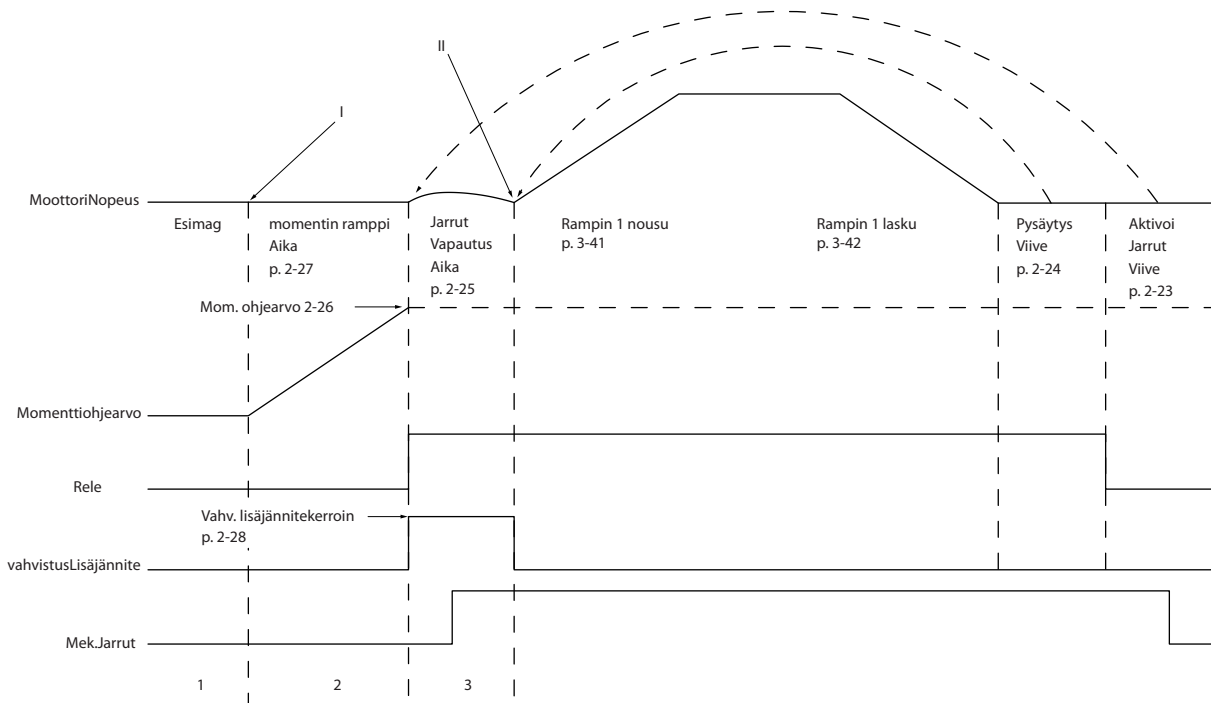 II
I
MoottoriNopeus
Esimag
momentin ramppi
Aika
p. 2-27
Jarrut
Vapautus
Aika
p. 2-25
Rampin 1 nousu
p. 3-41
Rampin 1 lasku
p. 3-42
Pysäytys
Viive
p. 2-24
Aktivoi
Jarrut
Viive
p. 2-23
Mom. ohjearvo 2-26
Momenttiohjearvo
Rele
Vahv. lisäjännitekerroin
p. 2-28
vahvistusLisäjännite
Mek.Jarrut
1
2
3